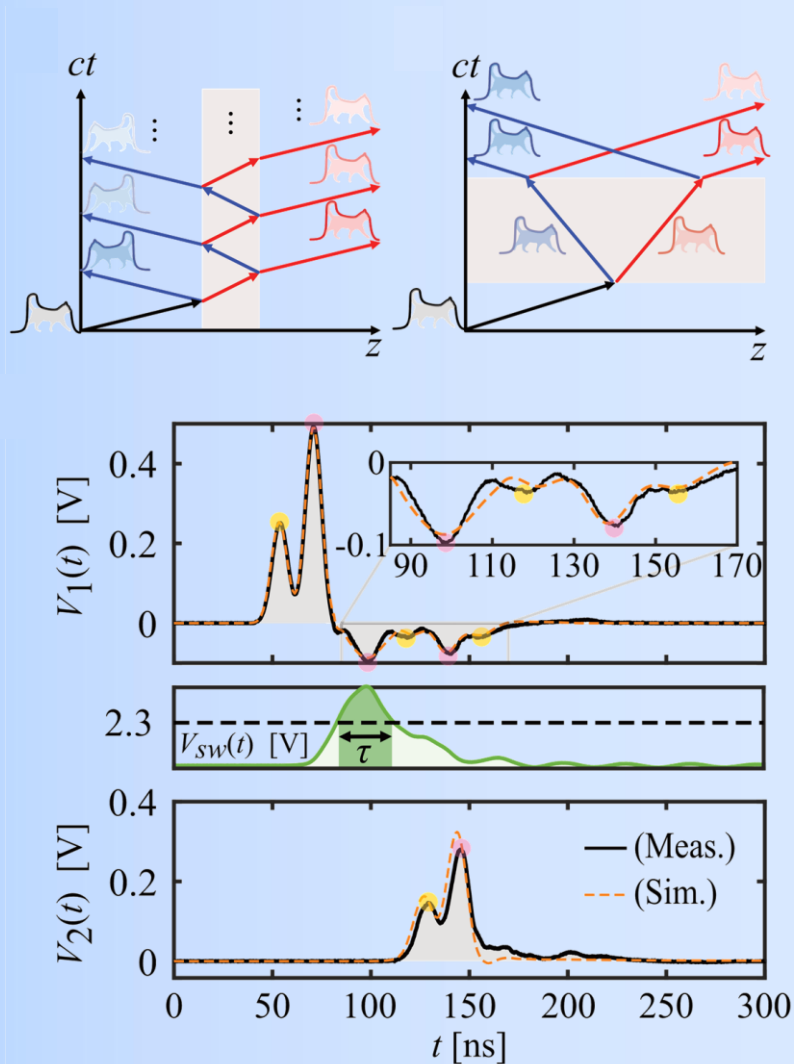 ct
ct
⋮
⋮
⋮
z
z
V₁(t) [V]
0.4
0.2
0
0
-0.1
90 110 130 150 170
2.3
V_SW(t) [V]
τ
V₂(t) [V]
0.4
0.2
0
(Meas.)
(Sim.)
0 50 100 150 200 250 300
t [ns]